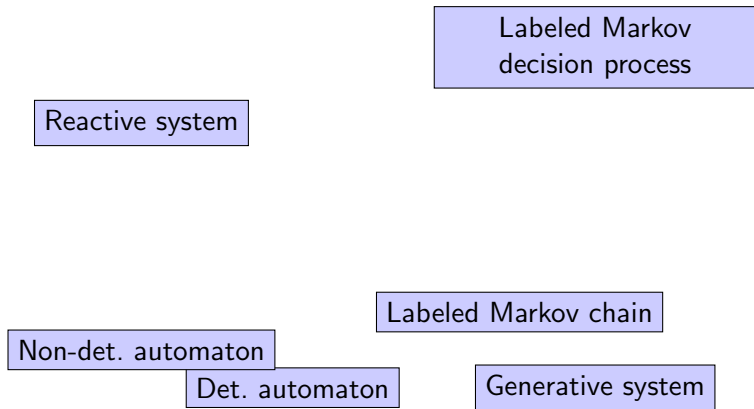 Labeled Markov
decision process
Reactive system
Labeled Markov chain
Non-det. automaton
Det. automaton
Generative system